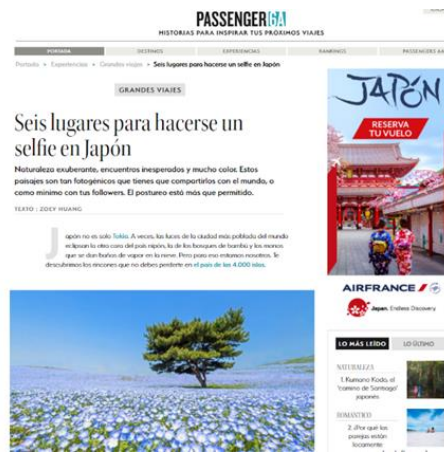 PASSENGER6A
HISTORIAS PARA INSPIRAR TUS PRÓXIMOS VIAJES
PORTADA
DESTINOS
EXPERIENCIAS
RANKINGS
Portada » Experiencias » Grandes viajes » Seis lugares para hacerse un selfie en Japón
GRANDES VIAJES
Seis lugares para hacerse un
selfie en Japón
Naturaleza exuberante, encuentros inesperados y mucho color. Estos
paisajes son tan fotogénicos que tienes que compartirlos con el mundo, o
como mínimo con tus followers. El postureo está más que permitido.
TEXTO : ZOEY HUANG
Japón no es solo Tokio. A veces, las luces de la ciudad más poblada del mundo
eclipsan la otra cara del país nipón, la de los bosques de bambú y los monos
que se dan baños de vapor en la nieve. Pero para eso estamos nosotros. Te
descubrimos los rincones que no debes perderte en el país de las 4.000 islas.
JAPÓN
RESERVA
TU VUELO
AIRFRANCE
Japan. Endless Discovery
LO MÁS LEÍDO
LO ÚLTIMO
NATURALEZA
1. Kumano Kodo, el
'camino de Santiago'
japonés
ROMÁNTICO
2. ¿Por qué las
parejas están
locamente